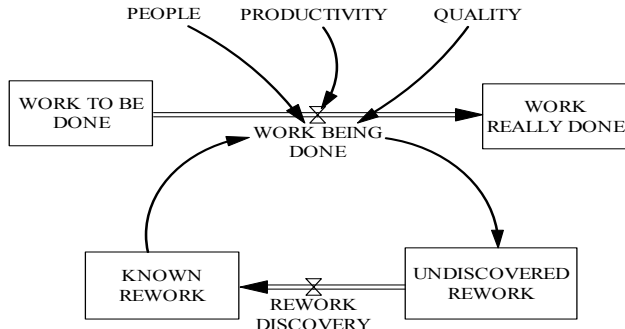 PEOPLE
PRODUCTIVITY
QUALITY
WORK TO BE
DONE
WORK BEING
DONE
WORK
REALLY DONE
KNOWN
REWORK
REWORK
DISCOVERY
UNDISCOVERED
REWORK